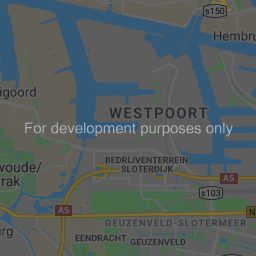 s150
Hembru
igoord
WESTPOORT
For development purposes only
woude/
rak
BEDRIJVENTERREIN
SLOTERDIJK
A5
s103
A5
GEUZENVELD-SLOTERMEER
urg
EENDRACHT
GEUZENVELD